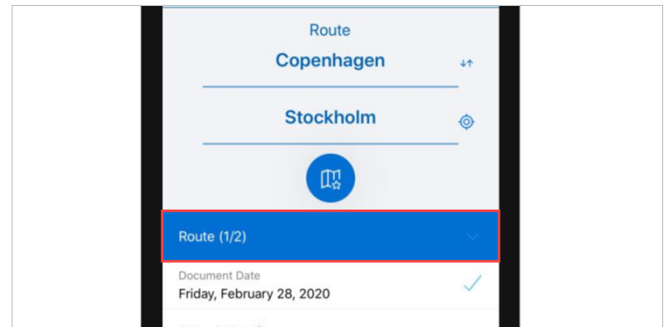 Route
Copenhagen
Stockholm
Route (1/2)
Document Date
Friday, February 28, 2020